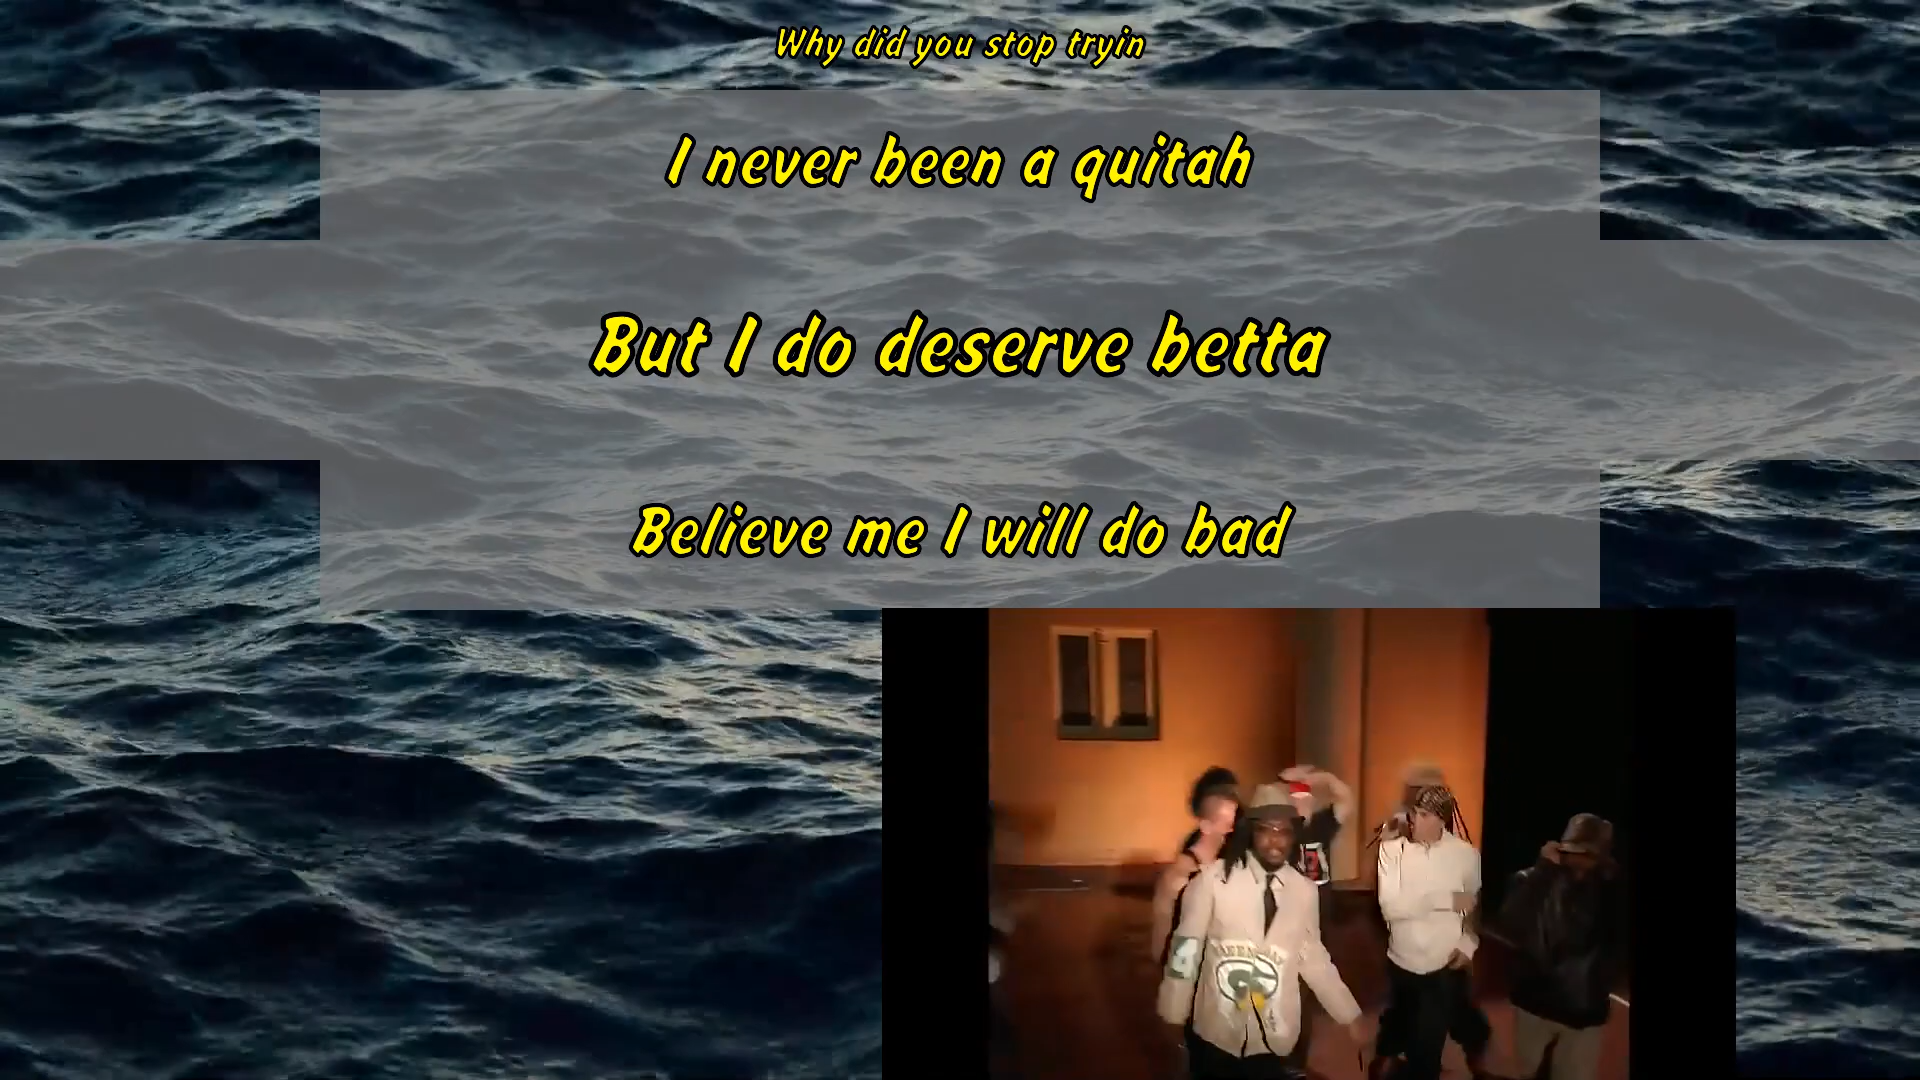 Why did you stop tryin
I never been a quitah
But I do deserve betta
Believe me I will do bad